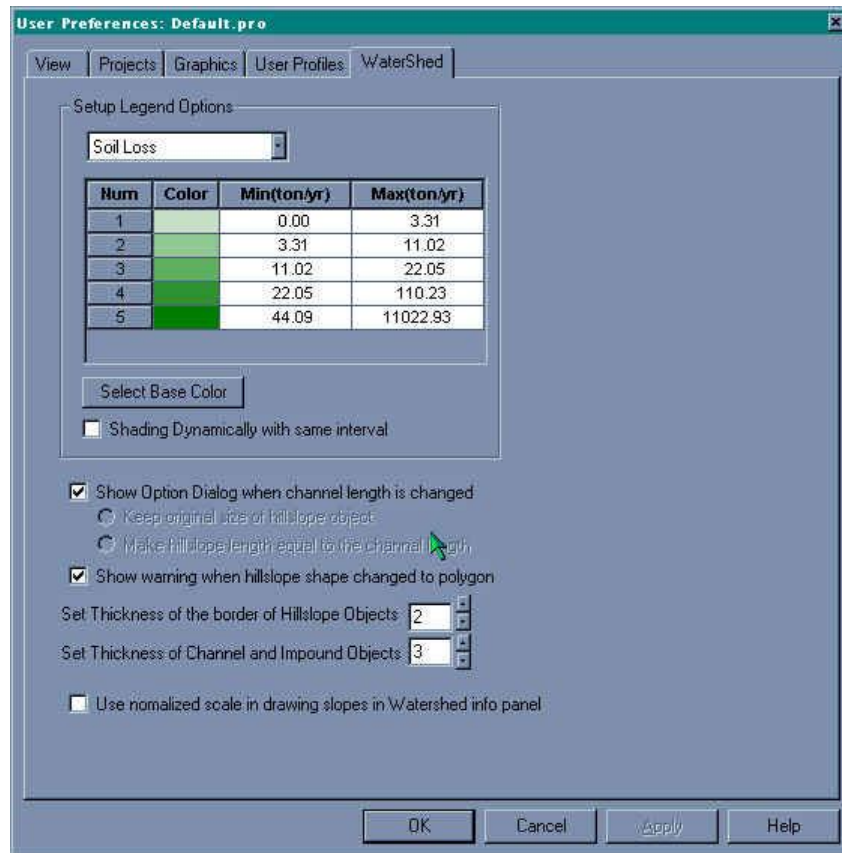 User Preferences: Default.pro
View Projects Graphics User Profiles WaterShed
Setup Legend Options
Soil Loss
Num Color Min(ton/yr) Max(ton/yr)
1 0.00 3.31
2 3.31 11.02
3 11.02 22.05
4 22.05 110.23
5 44.09 11022.93
Select Base Color
Shading Dynamically with same interval
Show Option Dialog when channel length is changed
Keep original size of hillslope object
Make hillslope length equal to the channel
Show warning when hillslope shape changed to polygon
Set Thickness of the border of Hillslope Objects 2
Set Thickness of Channel and Impound Objects 3
Use nomalized scale in drawing slopes in Watershed info panel
OK Cancel Apply Help